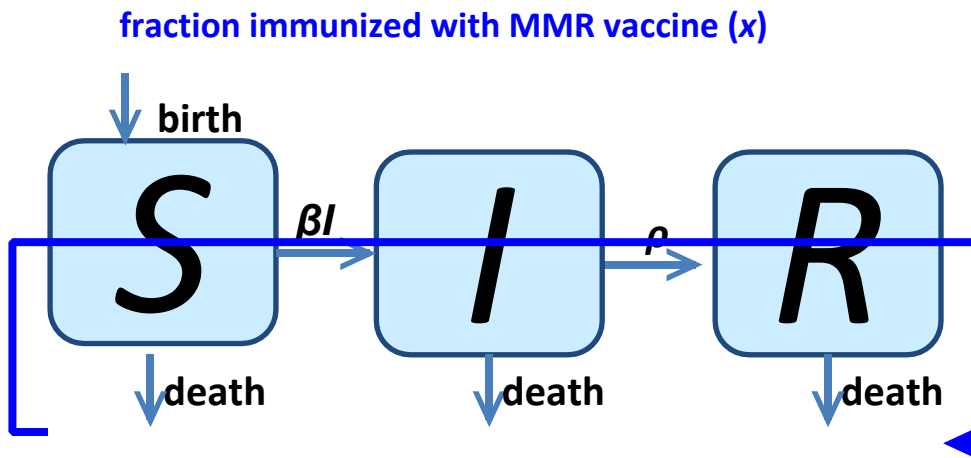 fraction immunized with MMR vaccine (x)
birth
S
βI
I
ρ
R
death
death
death